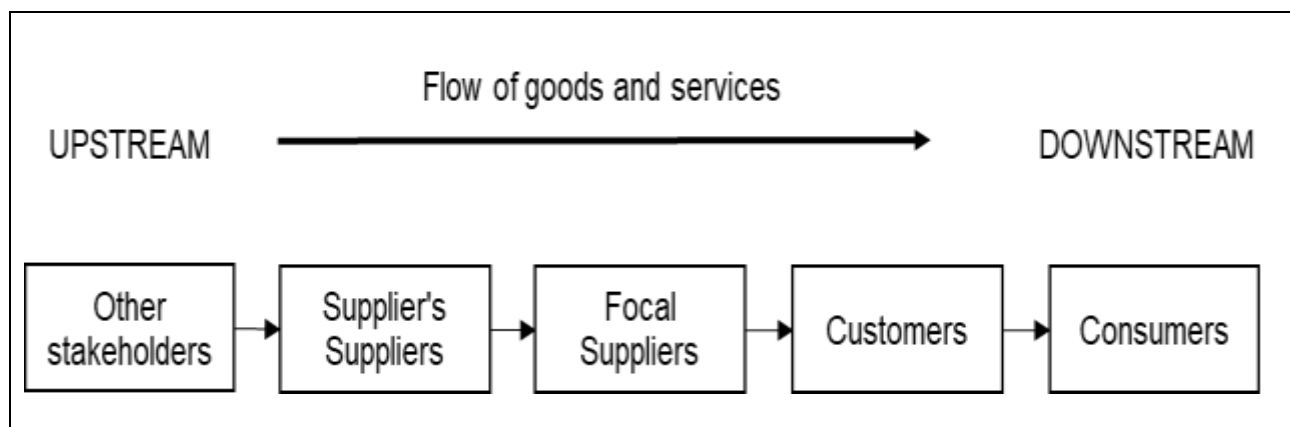 Flow of goods and services
UPSTREAM
DOWNSTREAM
Other
stakeholders
Supplier's
Suppliers
Focal
Suppliers
Customers
Consumers